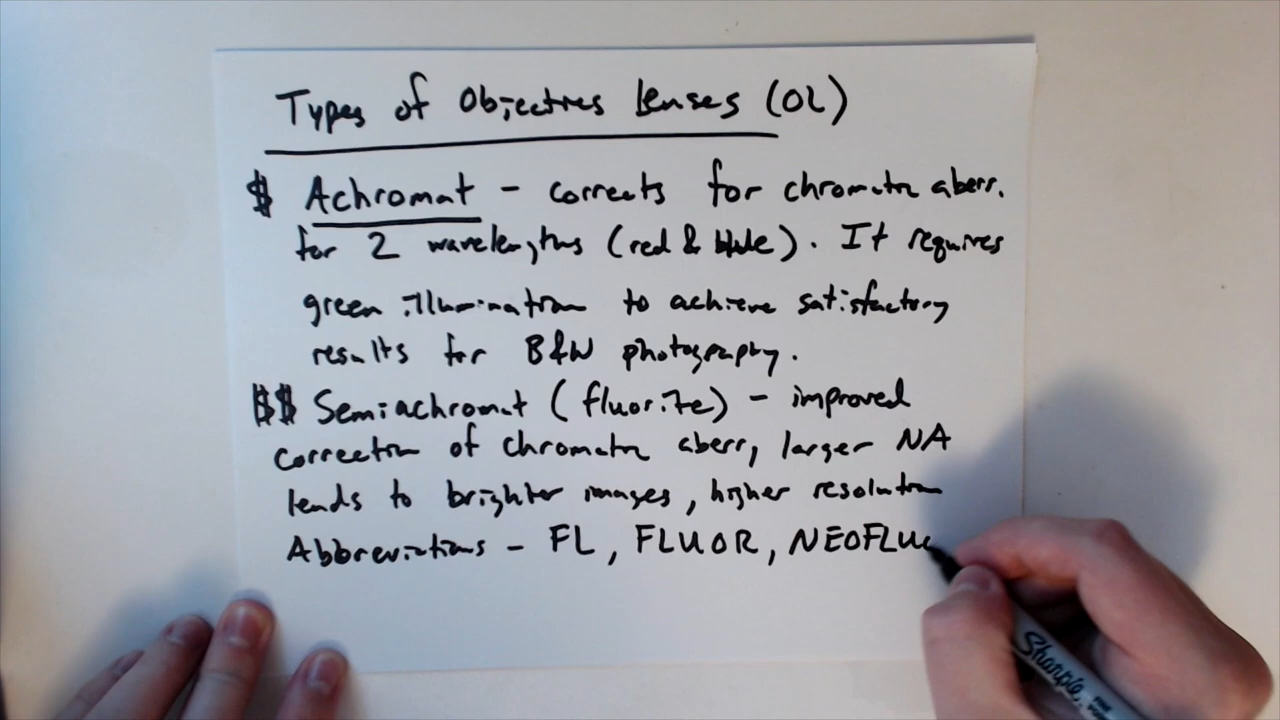 Types of Objectives lenses (OL)
$ Achromat - corrects for chromatic aberr.
for 2 wavelengths (red & blue). It requires
green illumination to achieve satisfactory
results for B&W photography.
$$ Semiachromat (fluorite) - improved
correction of chromatic aberr, larger NA
leads to brighter images, higher resolution
Abbreviations - FL, FLUOR, NEOFLUO
Sharpie